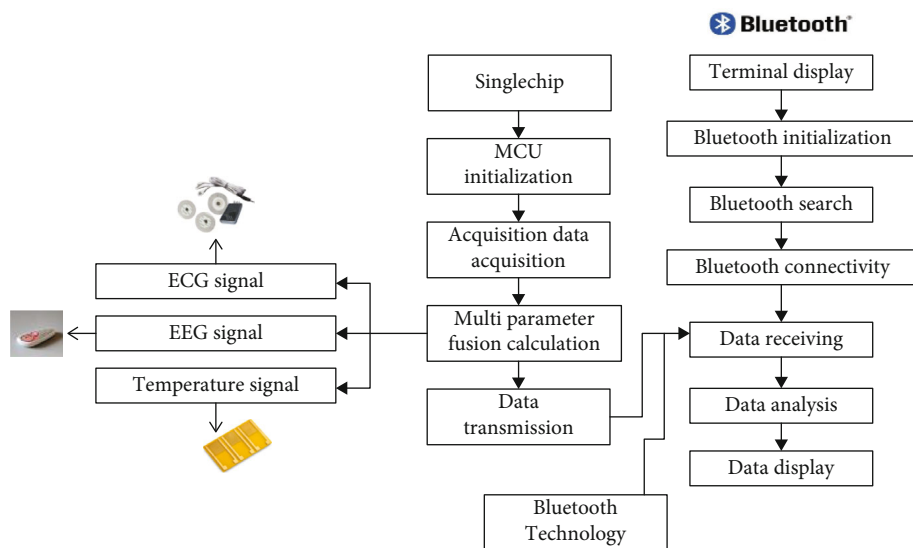 Bluetooth®
Singlechip
MCU
initialization
Acquisition data
acquisition
Multi parameter
fusion calculation
Data
transmission
ECG signal
EEG signal
Temperature signal
Terminal display
Bluetooth initialization
Bluetooth search
Bluetooth connectivity
Data receiving
Data analysis
Data display
Bluetooth
Technology